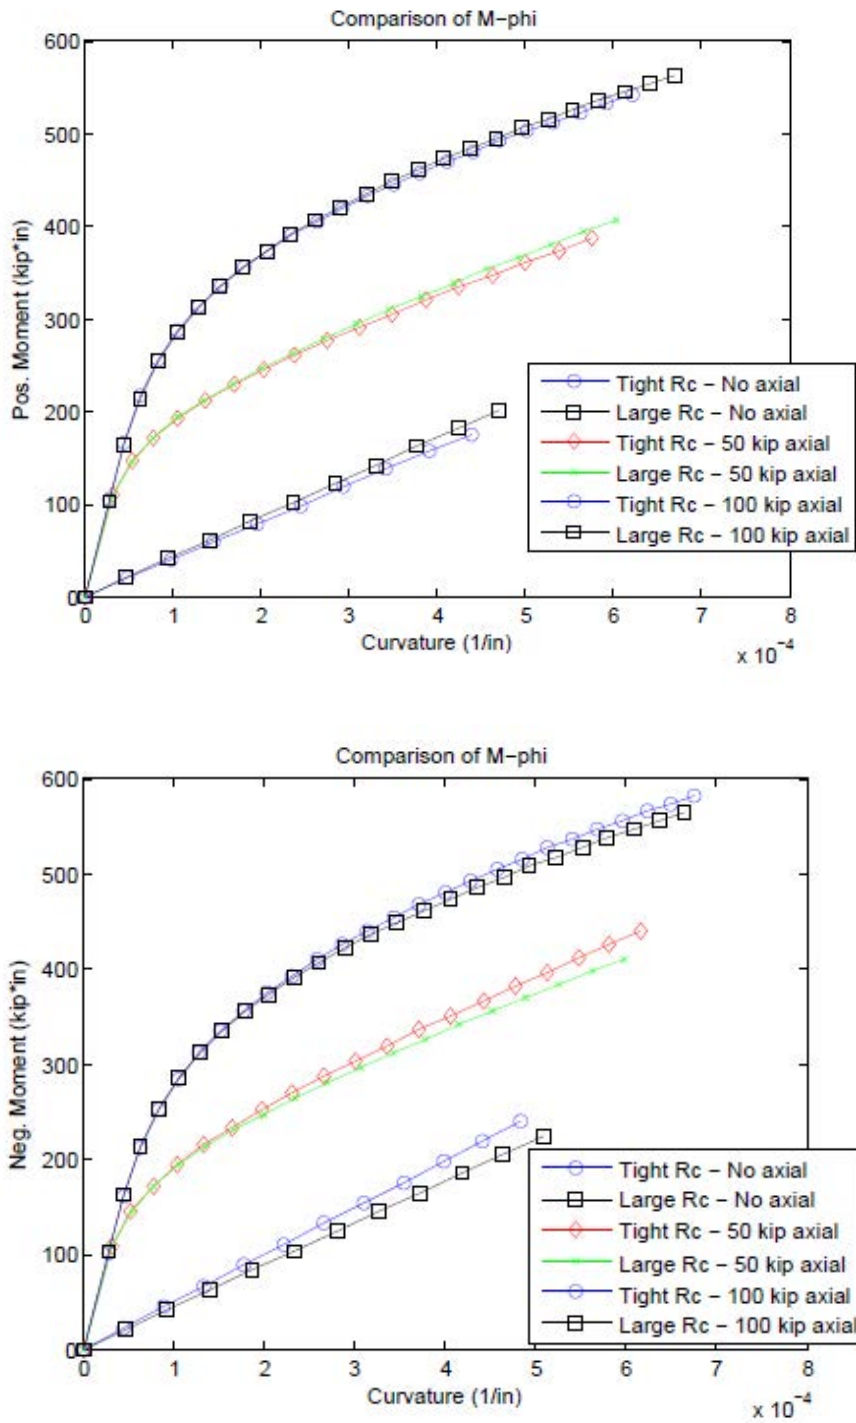 Comparison of M−phi
600
500
400
300
200
100
0
Pos. Moment (kip*in)
Tight Rc − No axial
Large Rc − No axial
Tight Rc − 50 kip axial
Large Rc − 50 kip axial
Tight Rc − 100 kip axial
Large Rc − 100 kip axial
0 1 2 3 4 5 6 7 8
Curvature (1/in)
x 10−4
Comparison of M−phi
600
500
400
300
200
100
0
Neg. Moment (kip*in)
Tight Rc − No axial
Large Rc − No axial
Tight Rc − 50 kip axial
Large Rc − 50 kip axial
Tight Rc − 100 kip axial
Large Rc − 100 kip axial
0 1 2 3 4 5 6 7 8
Curvature (1/in)
x 10−4